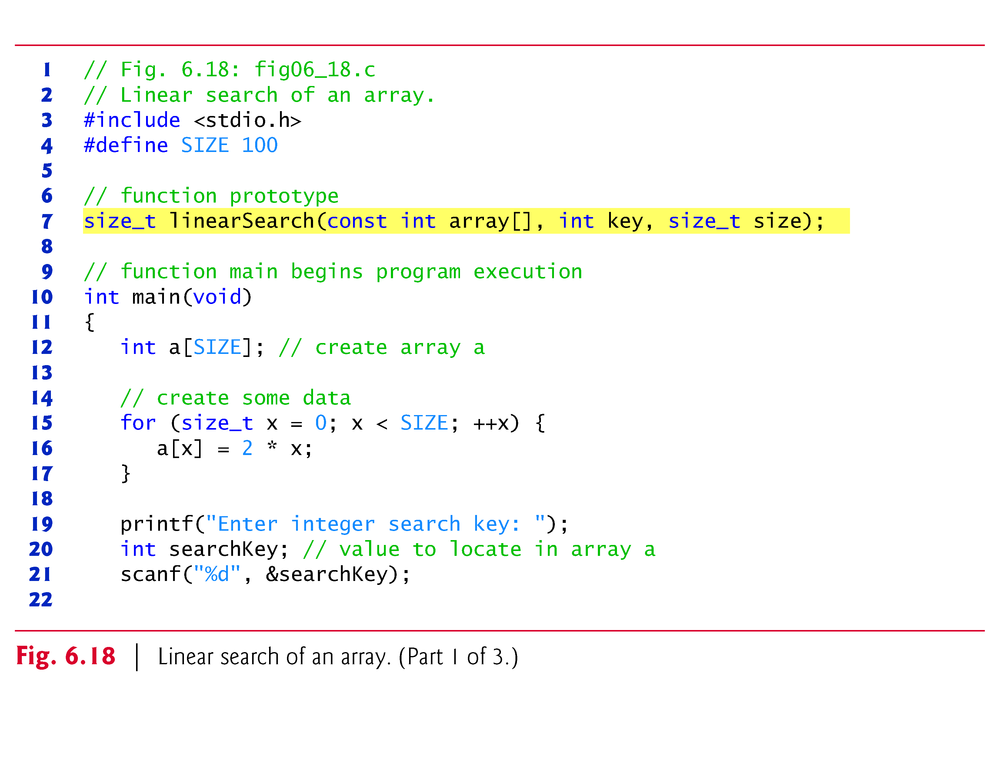 1 // Fig. 6.18: fig06_18.c
2 // Linear search of an array.
3 #include <stdio.h>
4 #define SIZE 100
5
6 // function prototype
7 size_t linearSearch(const int array[], int key, size_t size);
8
9 // function main begins program execution
10 int main(void)
11 {
12    int a[SIZE]; // create array a
13
14    // create some data
15    for (size_t x = 0; x < SIZE; ++x) {
16       a[x] = 2 * x;
17    }
18
19    printf("Enter integer search key: ");
20    int searchKey; // value to locate in array a
21    scanf("%d", &searchKey);
22
Fig. 6.18 | Linear search of an array. (Part 1 of 3.)